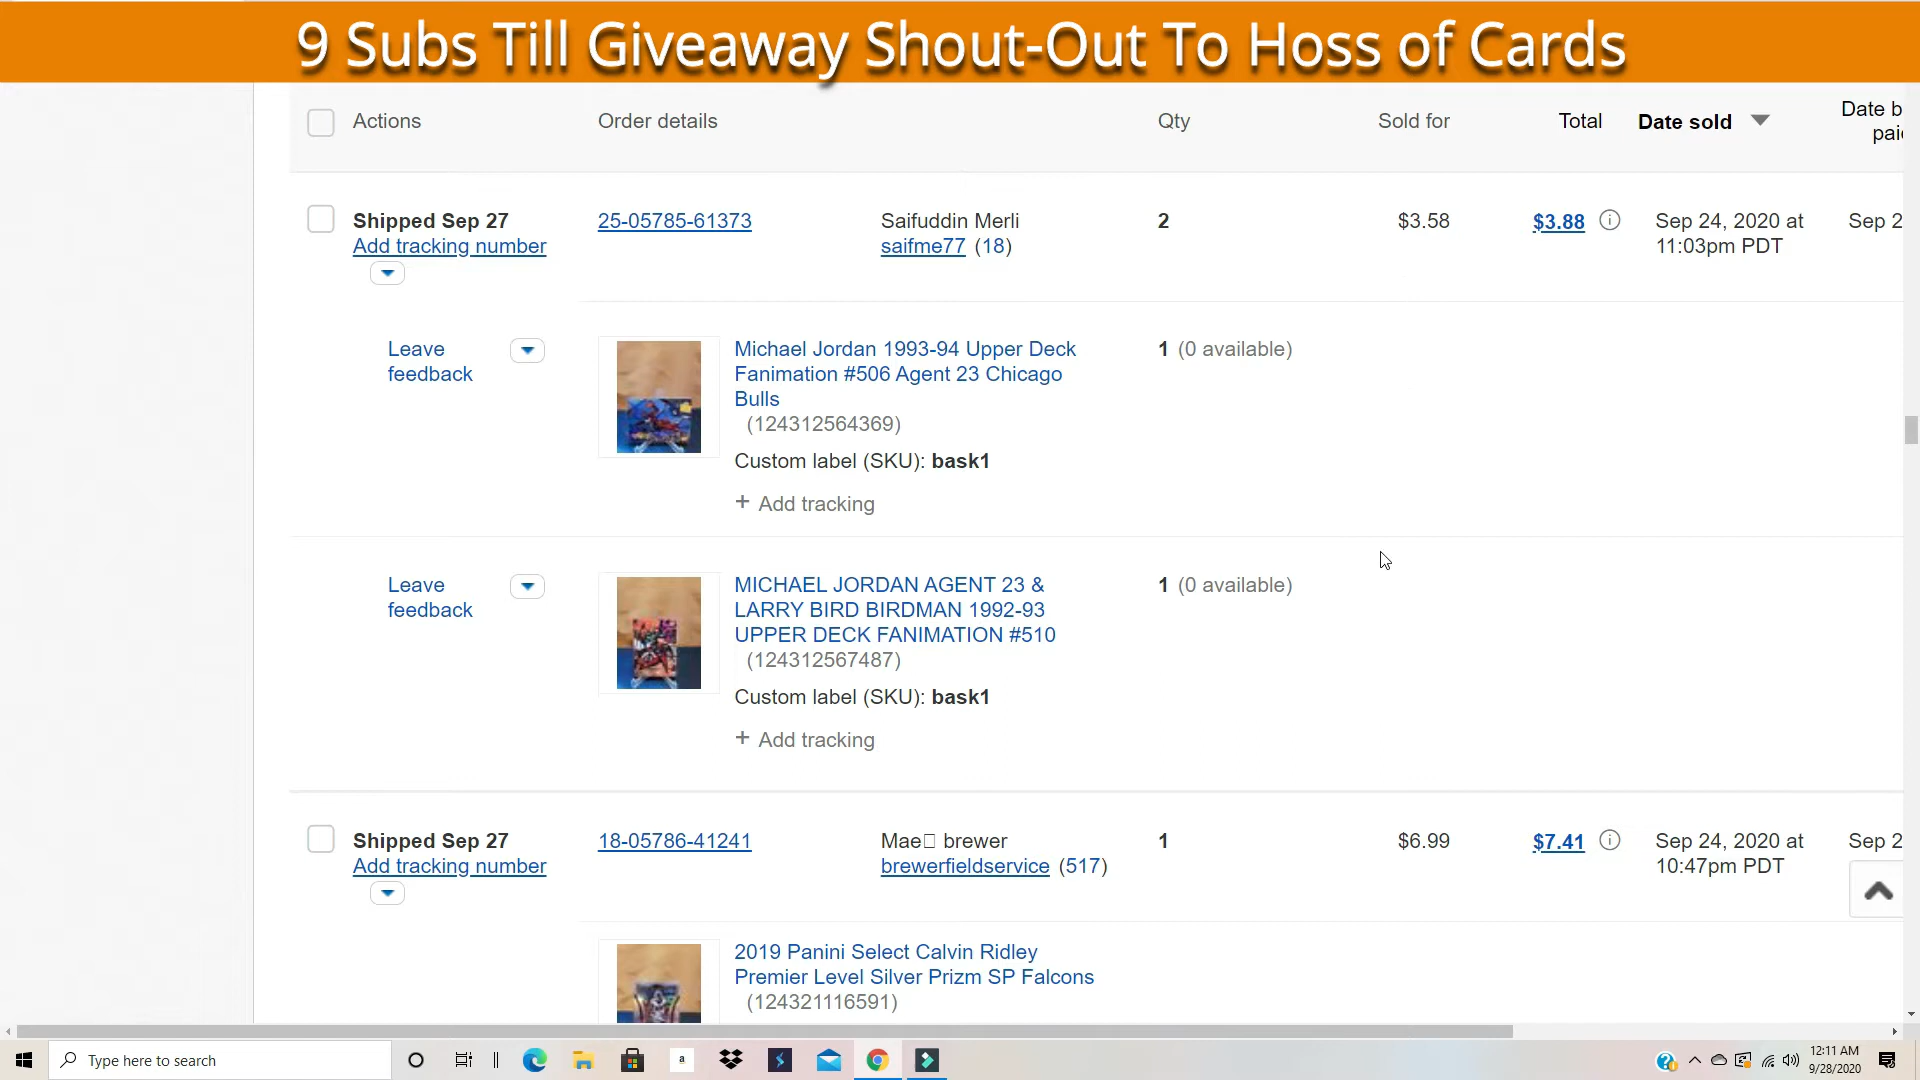 9 Subs Till Giveaway Shout-Out To Hoss of Cards
Actions Order details Qty Sold for Total Date sold Date b
pai
Shipped Sep 27 25-05785-61373 Saifuddin Merli 2 $3.58 $3.88 Sep 24, 2020 at Sep 2
Add tracking number saifme77 (18) 11:03pm PDT
Leave Michael Jordan 1993-94 Upper Deck 1 (0 available)
feedback Fanimation #506 Agent 23 Chicago
Bulls
(124312564369)
Custom label (SKU): bask1
+ Add tracking
Leave MICHAEL JORDAN AGENT 23 & 1 (0 available)
feedback LARRY BIRD BIRDMAN 1992-93
UPPER DECK FANIMATION #510
(124312567487)
Custom label (SKU): bask1
+ Add tracking
Shipped Sep 27 18-05786-41241 Mae brewer 1 $6.99 $7.41 Sep 24, 2020 at Sep 2
Add tracking number brewerfieldservice (517) 10:47pm PDT
2019 Panini Select Calvin Ridley
Premier Level Silver Prizm SP Falcons
(124321116591)
Type here to search a 12:11 AM
9/28/2020